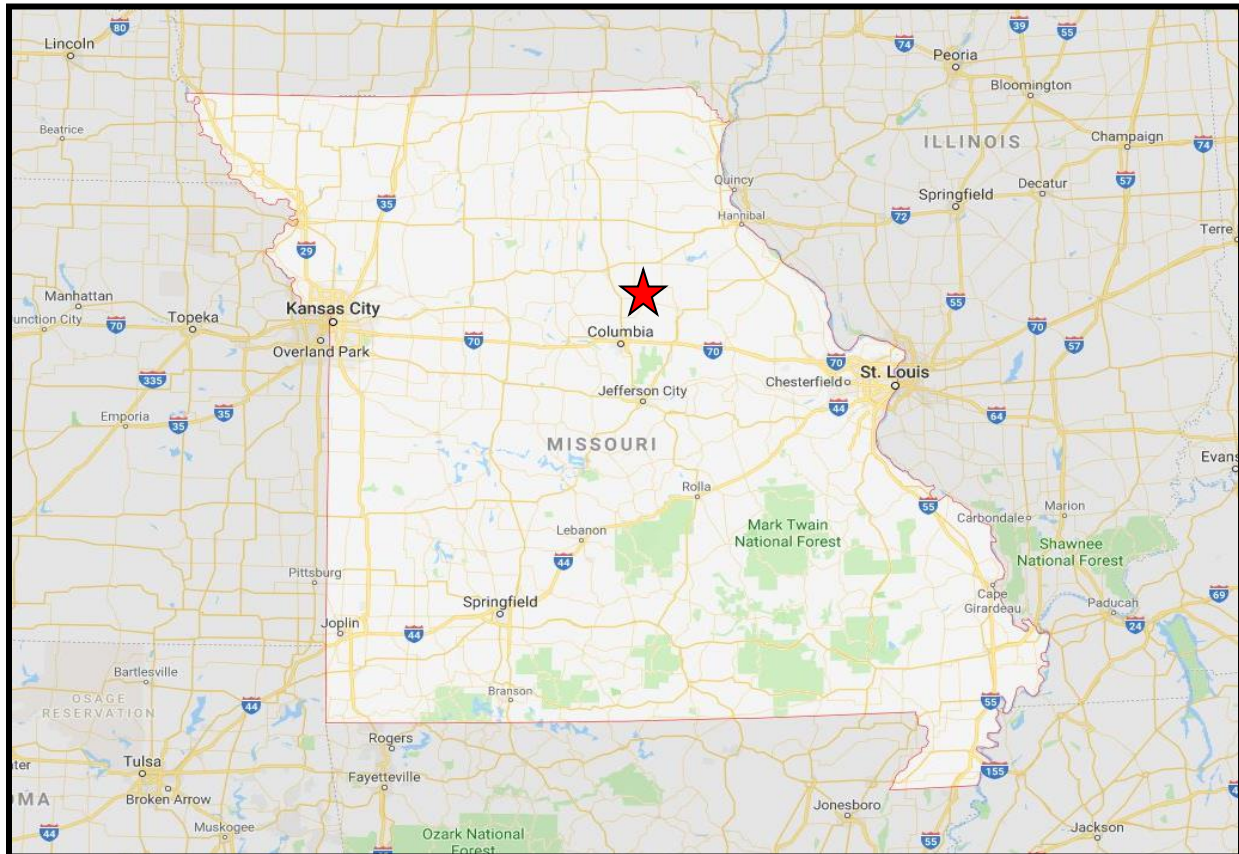 80
Lincoln
39
55
74
Peoria
Bloomington
Beatrice
ILLINOIS
Champaign
74
35
Quincy
57
Springfield
Decatur
Hannibal
72
Terre
29
Manhattan
Kansas City
55
Junction City
70
Topeka
Columbia
70
Overland Park
70
70
57
70
335
Chesterfield
St. Louis
Jefferson City
Emporia
35
35
44
64
MISSOURI
Evans
Rolla
55
Marion
Carbondale
Mark Twain
National Forest
Lebanon
Shawnee
National Forest
44
Pittsburg
Cape
Girardeau
69
Springfield
Paducah
Joplin
44
24
Bartlesville
Branson
OSAGE
RESERVATION
44
55
Rogers
Tulsa
155
Fayetteville
Broken Arrow
OMA
Jonesboro
Muskogee
44
Ozark National
Forest
55
Jackson